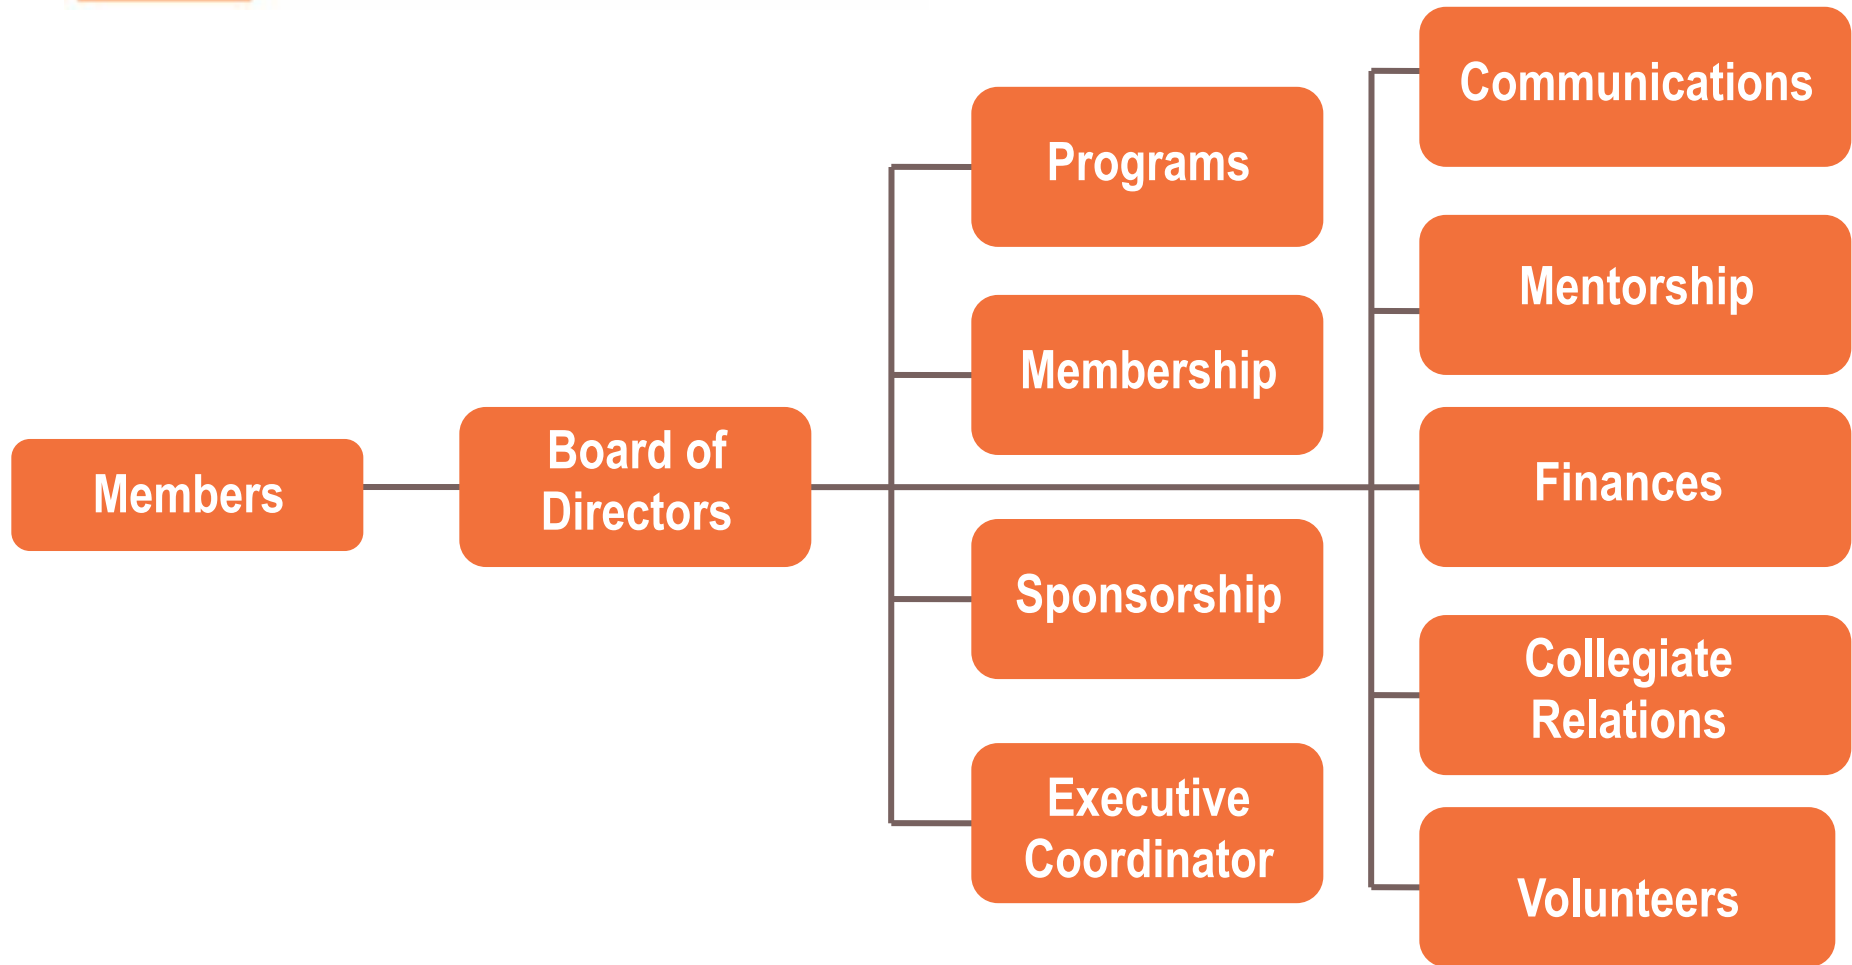 Members
Board of
Directors
Programs
Membership
Sponsorship
Executive
Coordinator
Communications
Mentorship
Finances
Collegiate
Relations
Volunteers